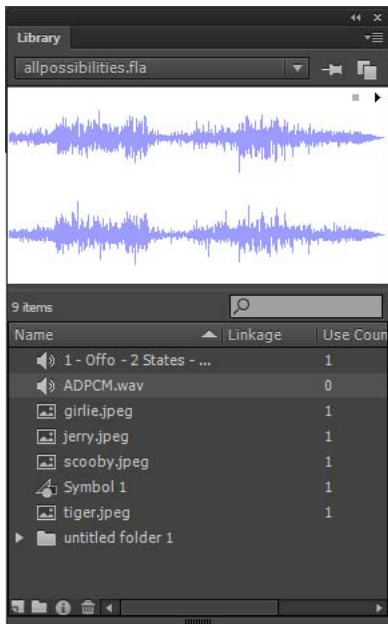 Library
allpossibilities.fla
9 items
Name Linkage Use Coun
1 - Offo - 2 States - ... 1
ADPCM.wav 0
girlie.jpeg 1
jerry.jpeg 1
scooby.jpeg 1
Symbol 1 1
tiger.jpeg 1
untitled folder 1